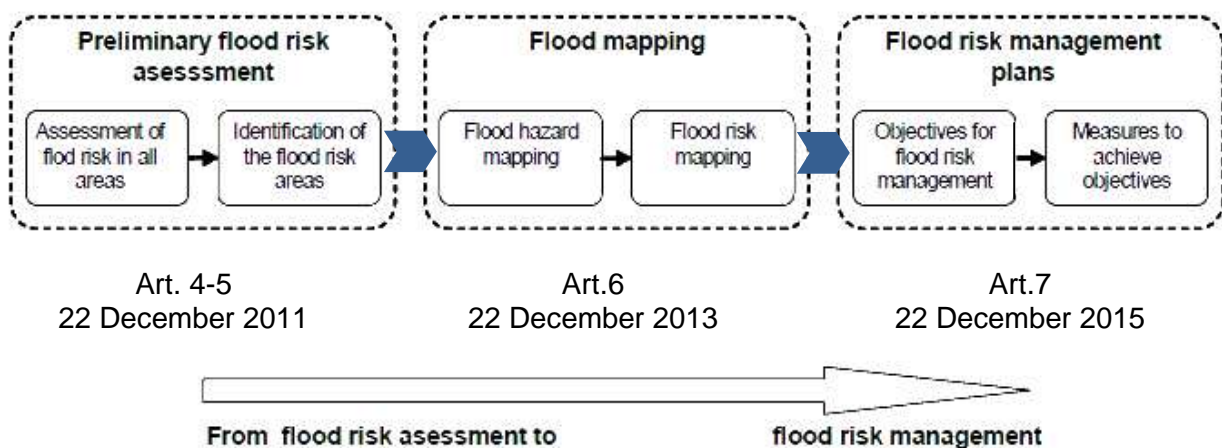 Preliminary flood risk
asesssment
Assessment of
flod risk in all
areas
Identification of
the flood risk
areas
Flood mapping
Flood hazard
mapping
Flood risk
mapping
Flood risk management
plans
Objectives for
flood risk
management
Measures to
achieve
objectives
Art. 4-5
22 December 2011
Art.6
22 December 2013
Art.7
22 December 2015
From flood risk asessment to flood risk management